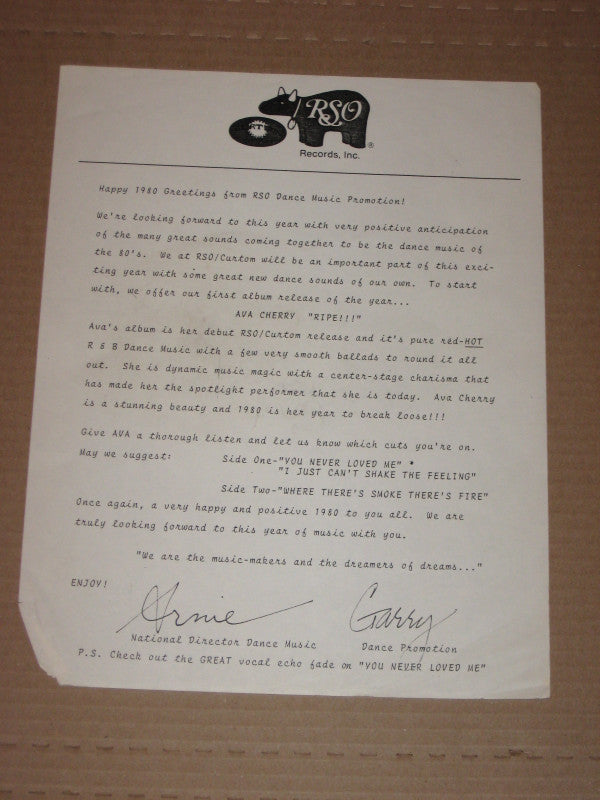 RSO
®
Records, Inc.
Happy 1980 Greetings from RSO Dance Music Promotion!
We're looking forward to this year with very positive anticipation
of the many great sounds coming together to be the dance music of
the 80's. We at RSO/Curtom will be an important part of this exci-
ting year with some great new dance sounds of our own. To start
with, we offer our first album release of the year...
AVA CHERRY "RIPE!!!"
Ava's album is her debut RSO/Curtom release and it's pure red-HOT
R & B Dance Music with a few very smooth ballads to round it all
out. She is dynamic music magic with a center-stage charisma that
has made her the spotlight performer that she is today. Ava Cherry
is a stunning beauty and 1980 is her year to break loose!!!
Give AVA a thorough listen and let us know which cuts you're on.
May we suggest: Side One-"YOU NEVER LOVED ME" *
"I JUST CAN'T SHAKE THE FEELING"
Side Two-"WHERE THERE'S SMOKE THERE'S FIRE"
Once again, a very happy and positive 1980 to you all. We are
truly looking forward to this year of music with you.
"We are the music-makers and the dreamers of dreams..."
ENJOY!
Arnie Garry
National Director Dance Music Dance Promotion
P.S. Check out the GREAT vocal echo fade on "YOU NEVER LOVED ME"